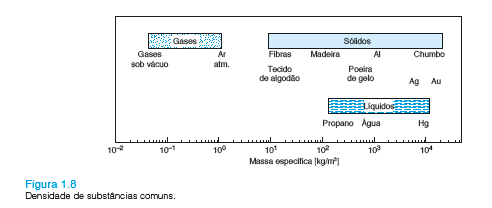 Gases
Sólidos
Gases sob vácuo
Ar atm.
Fibras
Madeira
Al
Chumbo
Tecido de algodão
Poeira de gelo
Ag
Au
Líquidos
Propano
Água
Hg
10⁻² 10⁻¹ 10⁰ 10¹ 10² 10³ 10⁴
Massa específica [kg/m³]
Figura 1.8
Densidade de substâncias comuns.